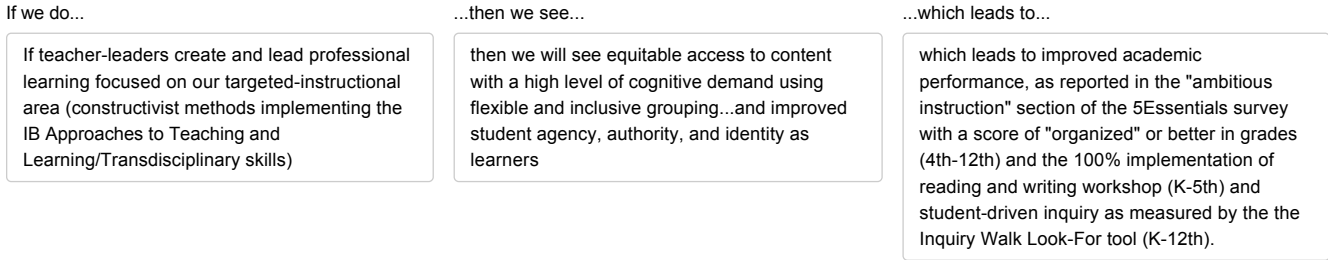 If we do...
If teacher-leaders create and lead professional
learning focused on our targeted-instructional
area (constructivist methods implementing the
IB Approaches to Teaching and
Learning/Transdisciplinary skills)
...then we see...
then we will see equitable access to content
with a high level of cognitive demand using
flexible and inclusive grouping...and improved
student agency, authority, and identity as
learners
...which leads to...
which leads to improved academic
performance, as reported in the "ambitious
instruction" section of the 5Essentials survey
with a score of "organized" or better in grades
(4th-12th) and the 100% implementation of
reading and writing workshop (K-5th) and
student-driven inquiry as measured by the the
Inquiry Walk Look-For tool (K-12th).